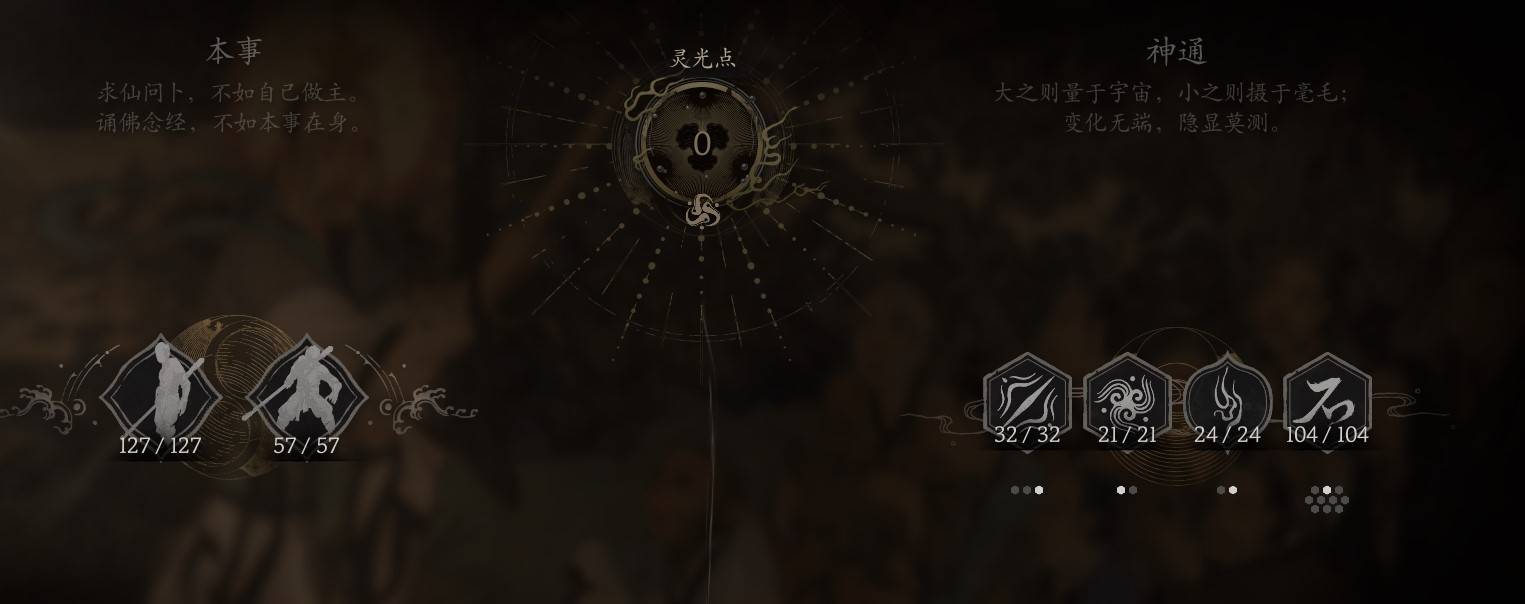 本事
求仙问卜，不如自己做主。
诵佛念经，不如本事在身。
灵光点
0
神通
大之则量于宇宙，小之则摄于毫毛；
变化无端，隐显莫测。
127 / 127
57 / 57
32 / 32
21 / 21
24 / 24
104 / 104